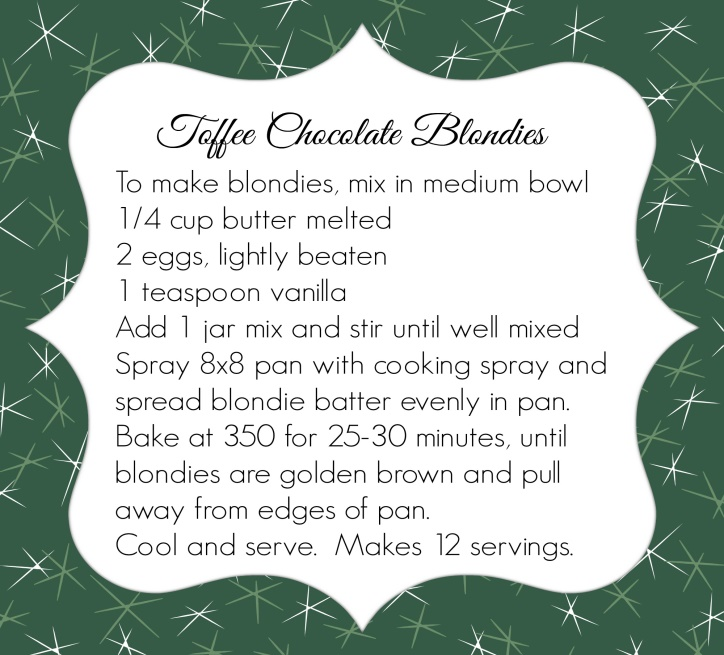 Toffee Chocolate Blondies
To make blondies, mix in medium bowl
1/4 cup butter melted
2 eggs, lightly beaten
1 teaspoon vanilla
Add 1 jar mix and stir until well mixed
Spray 8x8 pan with cooking spray and
spread blondie batter evenly in pan.
Bake at 350 for 25-30 minutes, until
blondies are golden brown and pull
away from edges of pan.
Cool and serve.  Makes 12 servings.